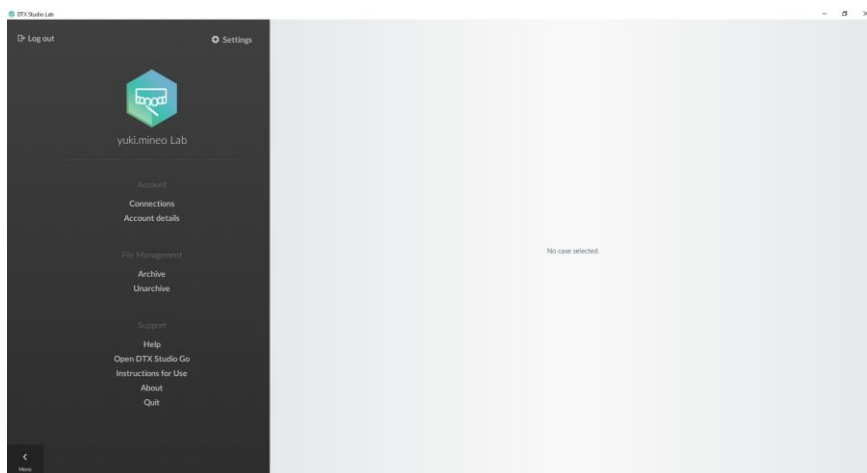 DTX Studio Lab
Log out
Settings
yuki.mineo Lab
Account
Connections
Account details
File Management
Archive
Unarchive
Support
Help
Open DTX Studio Go
Instructions for Use
About
Quit
Menu
No case selected.